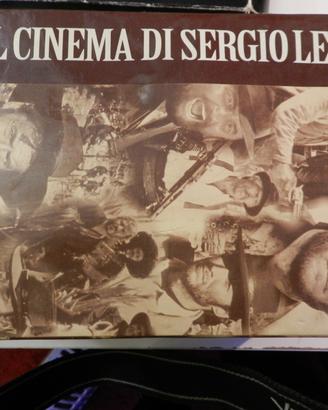 L CINEMA DI SERGIO LE